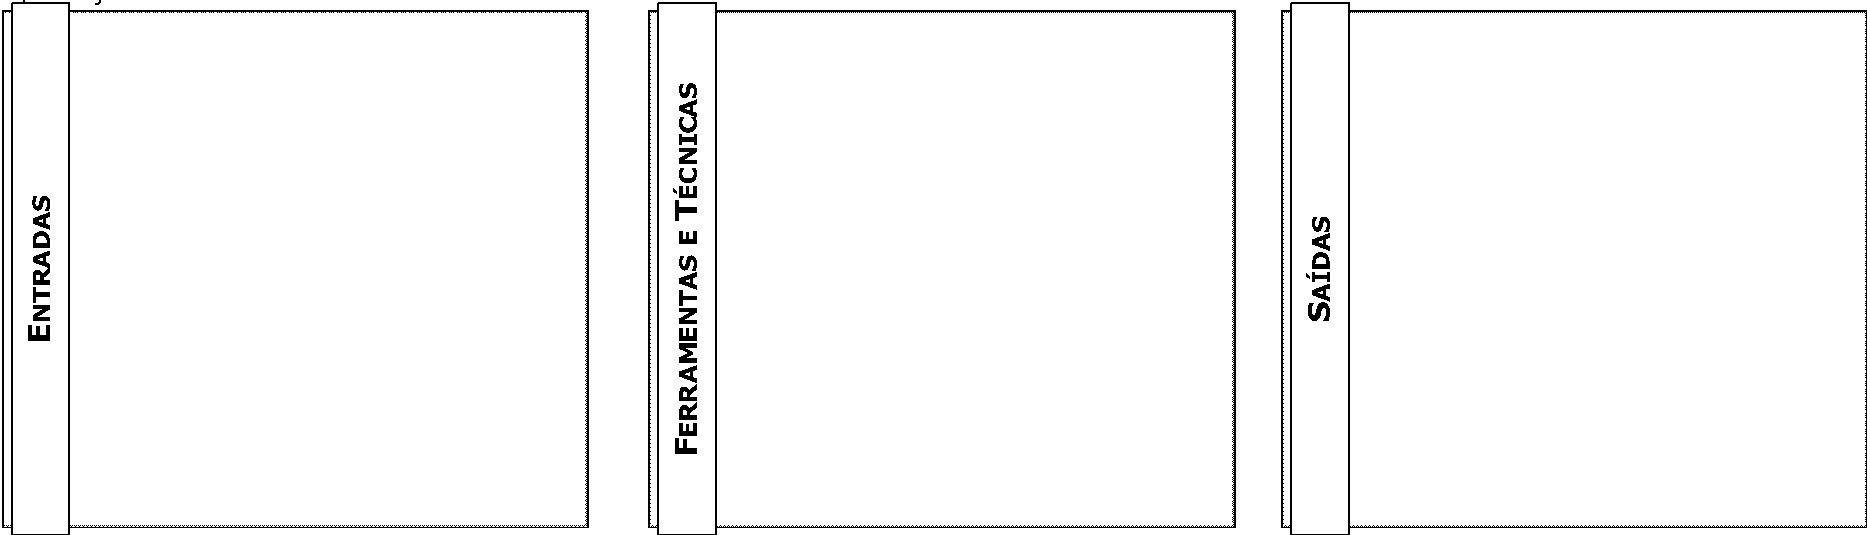 ENTRADAS
FERRAMENTAS E TÉCNICAS
SAÍDAS